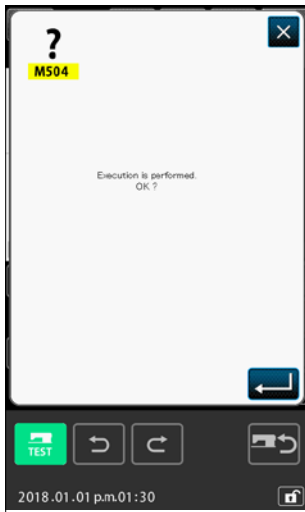 ?
M504
Execution is performed.
OK ?
TEST
2018.01.01 p.m.01:30